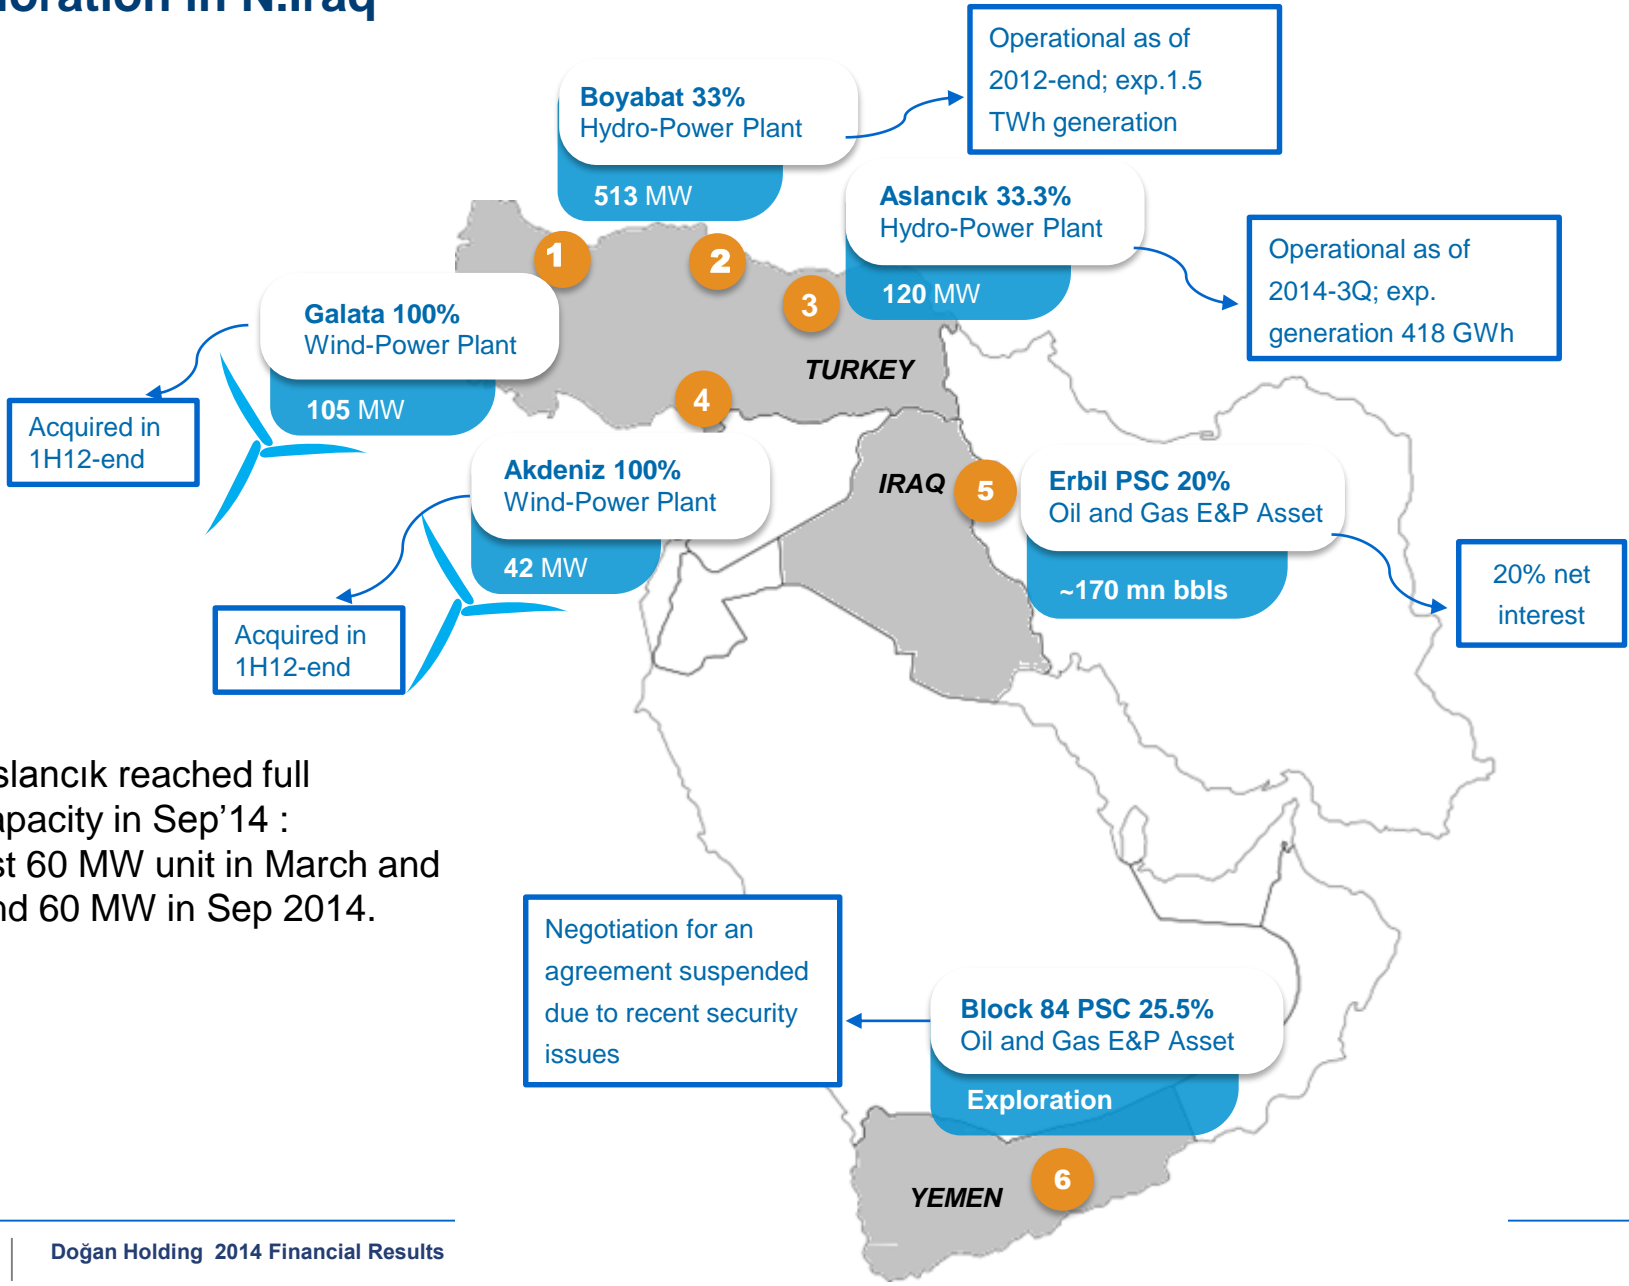 N.Iraq
Operational as of
2012-end; exp.1.5
TWh generation
Boyabat 33%
Hydro-Power Plant
513 MW
Aslancık 33.3%
Hydro-Power Plant
120 MW
Operational as of
2014-3Q; exp.
generation 418 GWh
1
2
3
Galata 100%
Wind-Power Plant
105 MW
TURKEY
4
Acquired in
1H12-end
Akdeniz 100%
Wind-Power Plant
42 MW
IRAQ
5
Erbil PSC 20%
Oil and Gas E&P Asset
~170 mn bbls
20% net
interest
Acquired in
1H12-end
slancık reached full
apacity in Sep’14 :
st 60 MW unit in March and
nd 60 MW in Sep 2014.
Negotiation for an
agreement suspended
due to recent security
issues
Block 84 PSC 25.5%
Oil and Gas E&P Asset
Exploration
YEMEN
6
Doğan Holding 2014 Financial Results